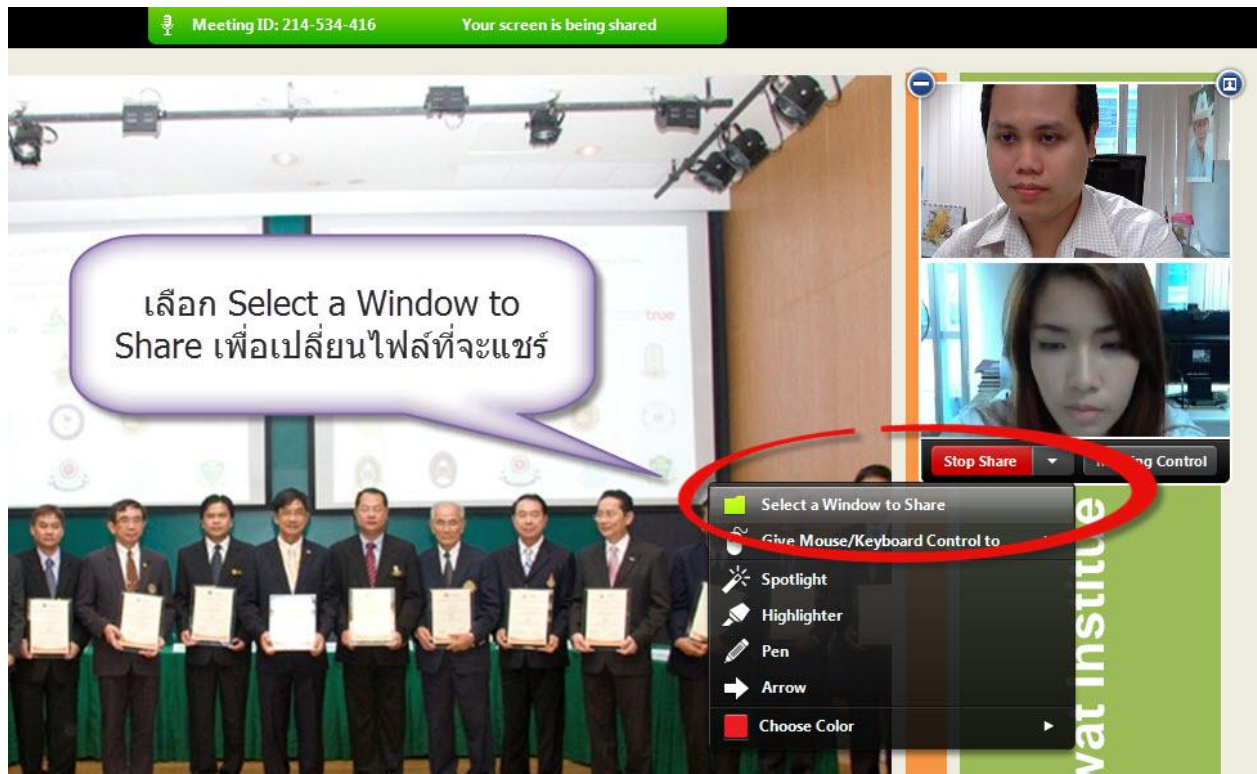 Meeting ID: 214-534-416 Your screen is being shared
เลือก Select a Window to
Share เพื่อเปลี่ยนไฟล์ที่จะแชร์
true
Stop Share
Select a Window to Share
Give Mouse/Keyboard Control to
Spotlight
Highlighter
Pen
Arrow
Choose Color
Control
vat Institute